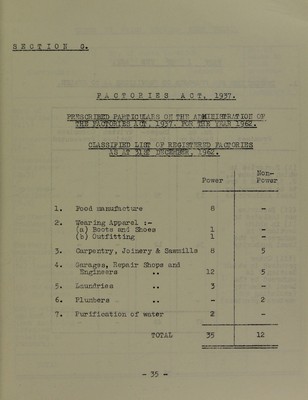 SECTION G.
FACTORIES ACT, 1937.
PRESCRIBED PARTICULARS ON THE ADMINISTRATION OF
THE FACTORIES ACT, 1937. FOR THE YEAR 1962.
CLASSIFIED LIST OF REGISTERED FACTORIES
AS AT 31ST DECEMBER, 1962.
Power Non-Power
1. Food manufacture 8 -
2. Wearing Apparel :-
(a) Boots and Shoes 1 -
(b) Outfitting 1 -
3. Carpentry, Joinery & Sawmills 8 5
4. Garages, Repair Shops and
Engineers .. 12 5
5. Laundries .. 3 -
6. Plumbers .. - 2
7. Purification of water 2 -
TOTAL 35 12
- 35 -